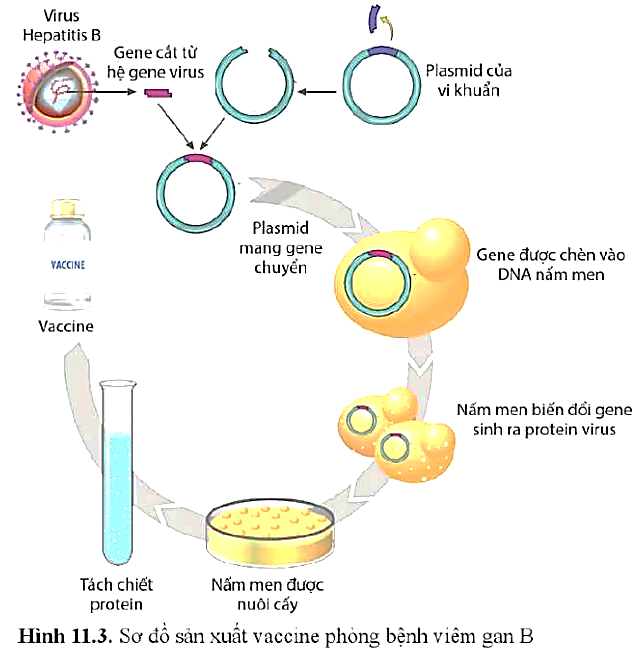 Virus
Hepatitis B
Gene cắt từ
hệ gene virus
Plasmid của
vi khuẩn
Plasmid
mang gene
chuyển
Gene được chèn vào
DNA nấm men
VACCINE
Vaccine
Nấm men biến đổi gene
sinh ra protein virus
Tách chiết
protein
Nấm men được
nuôi cấy
Hình 11.3. Sơ đồ sản xuất vaccine phòng bệnh viêm gan B